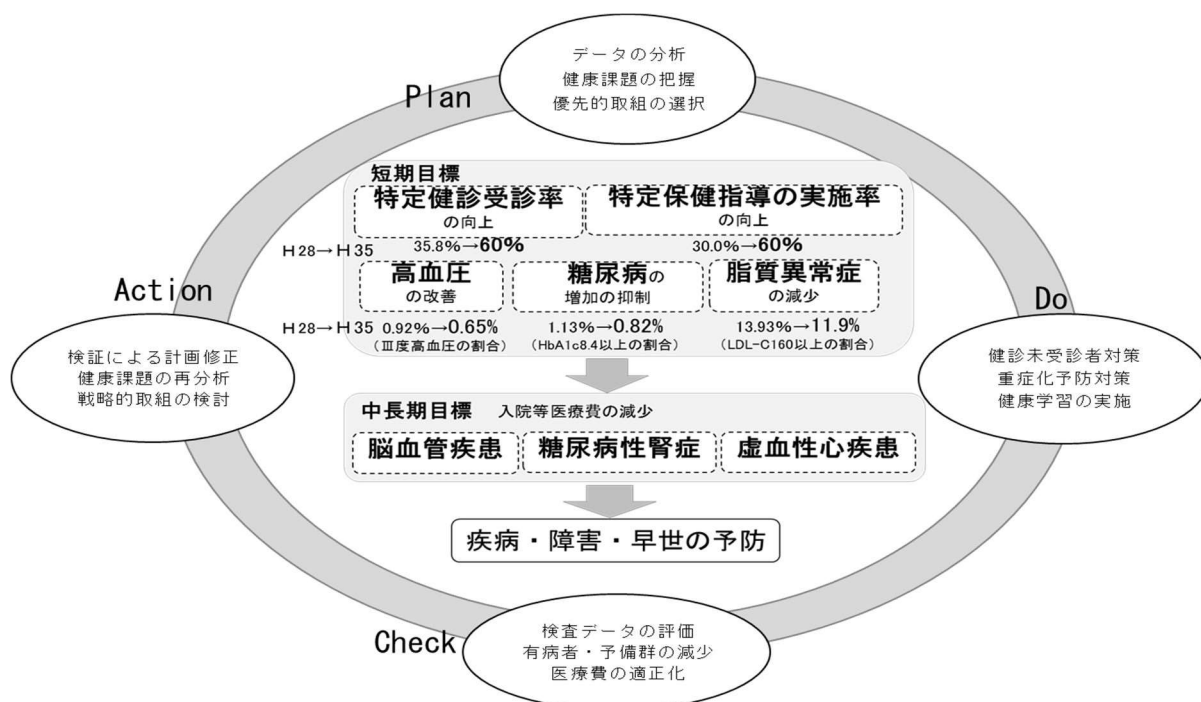 データの分析
健康課題の把握
優先的取組の選択
Plan
短期目標
特定健診受診率
の向上
特定保健指導の実施率
の向上
H28→H35
35.8%→60%
30.0%→60%
高血圧
の改善
糖尿病の
増加の抑制
脂質異常症
の減少
H28→H35
0.92%→0.65%
(Ⅲ度高血圧の割合)
1.13%→0.82%
(HbA1c8.4以上の割合)
13.93%→11.9%
(LDL-C160以上の割合)
Action
検証による計画修正
健康課題の再分析
戦略的取組の検討
Do
健診未受診者対策
重症化予防対策
健康学習の実施
中長期目標 入院等医療費の減少
脳血管疾患
糖尿病性腎症
虚血性心疾患
疾病・障害・早世の予防
Check
検査データの評価
有病者・予備群の減少
医療費の適正化